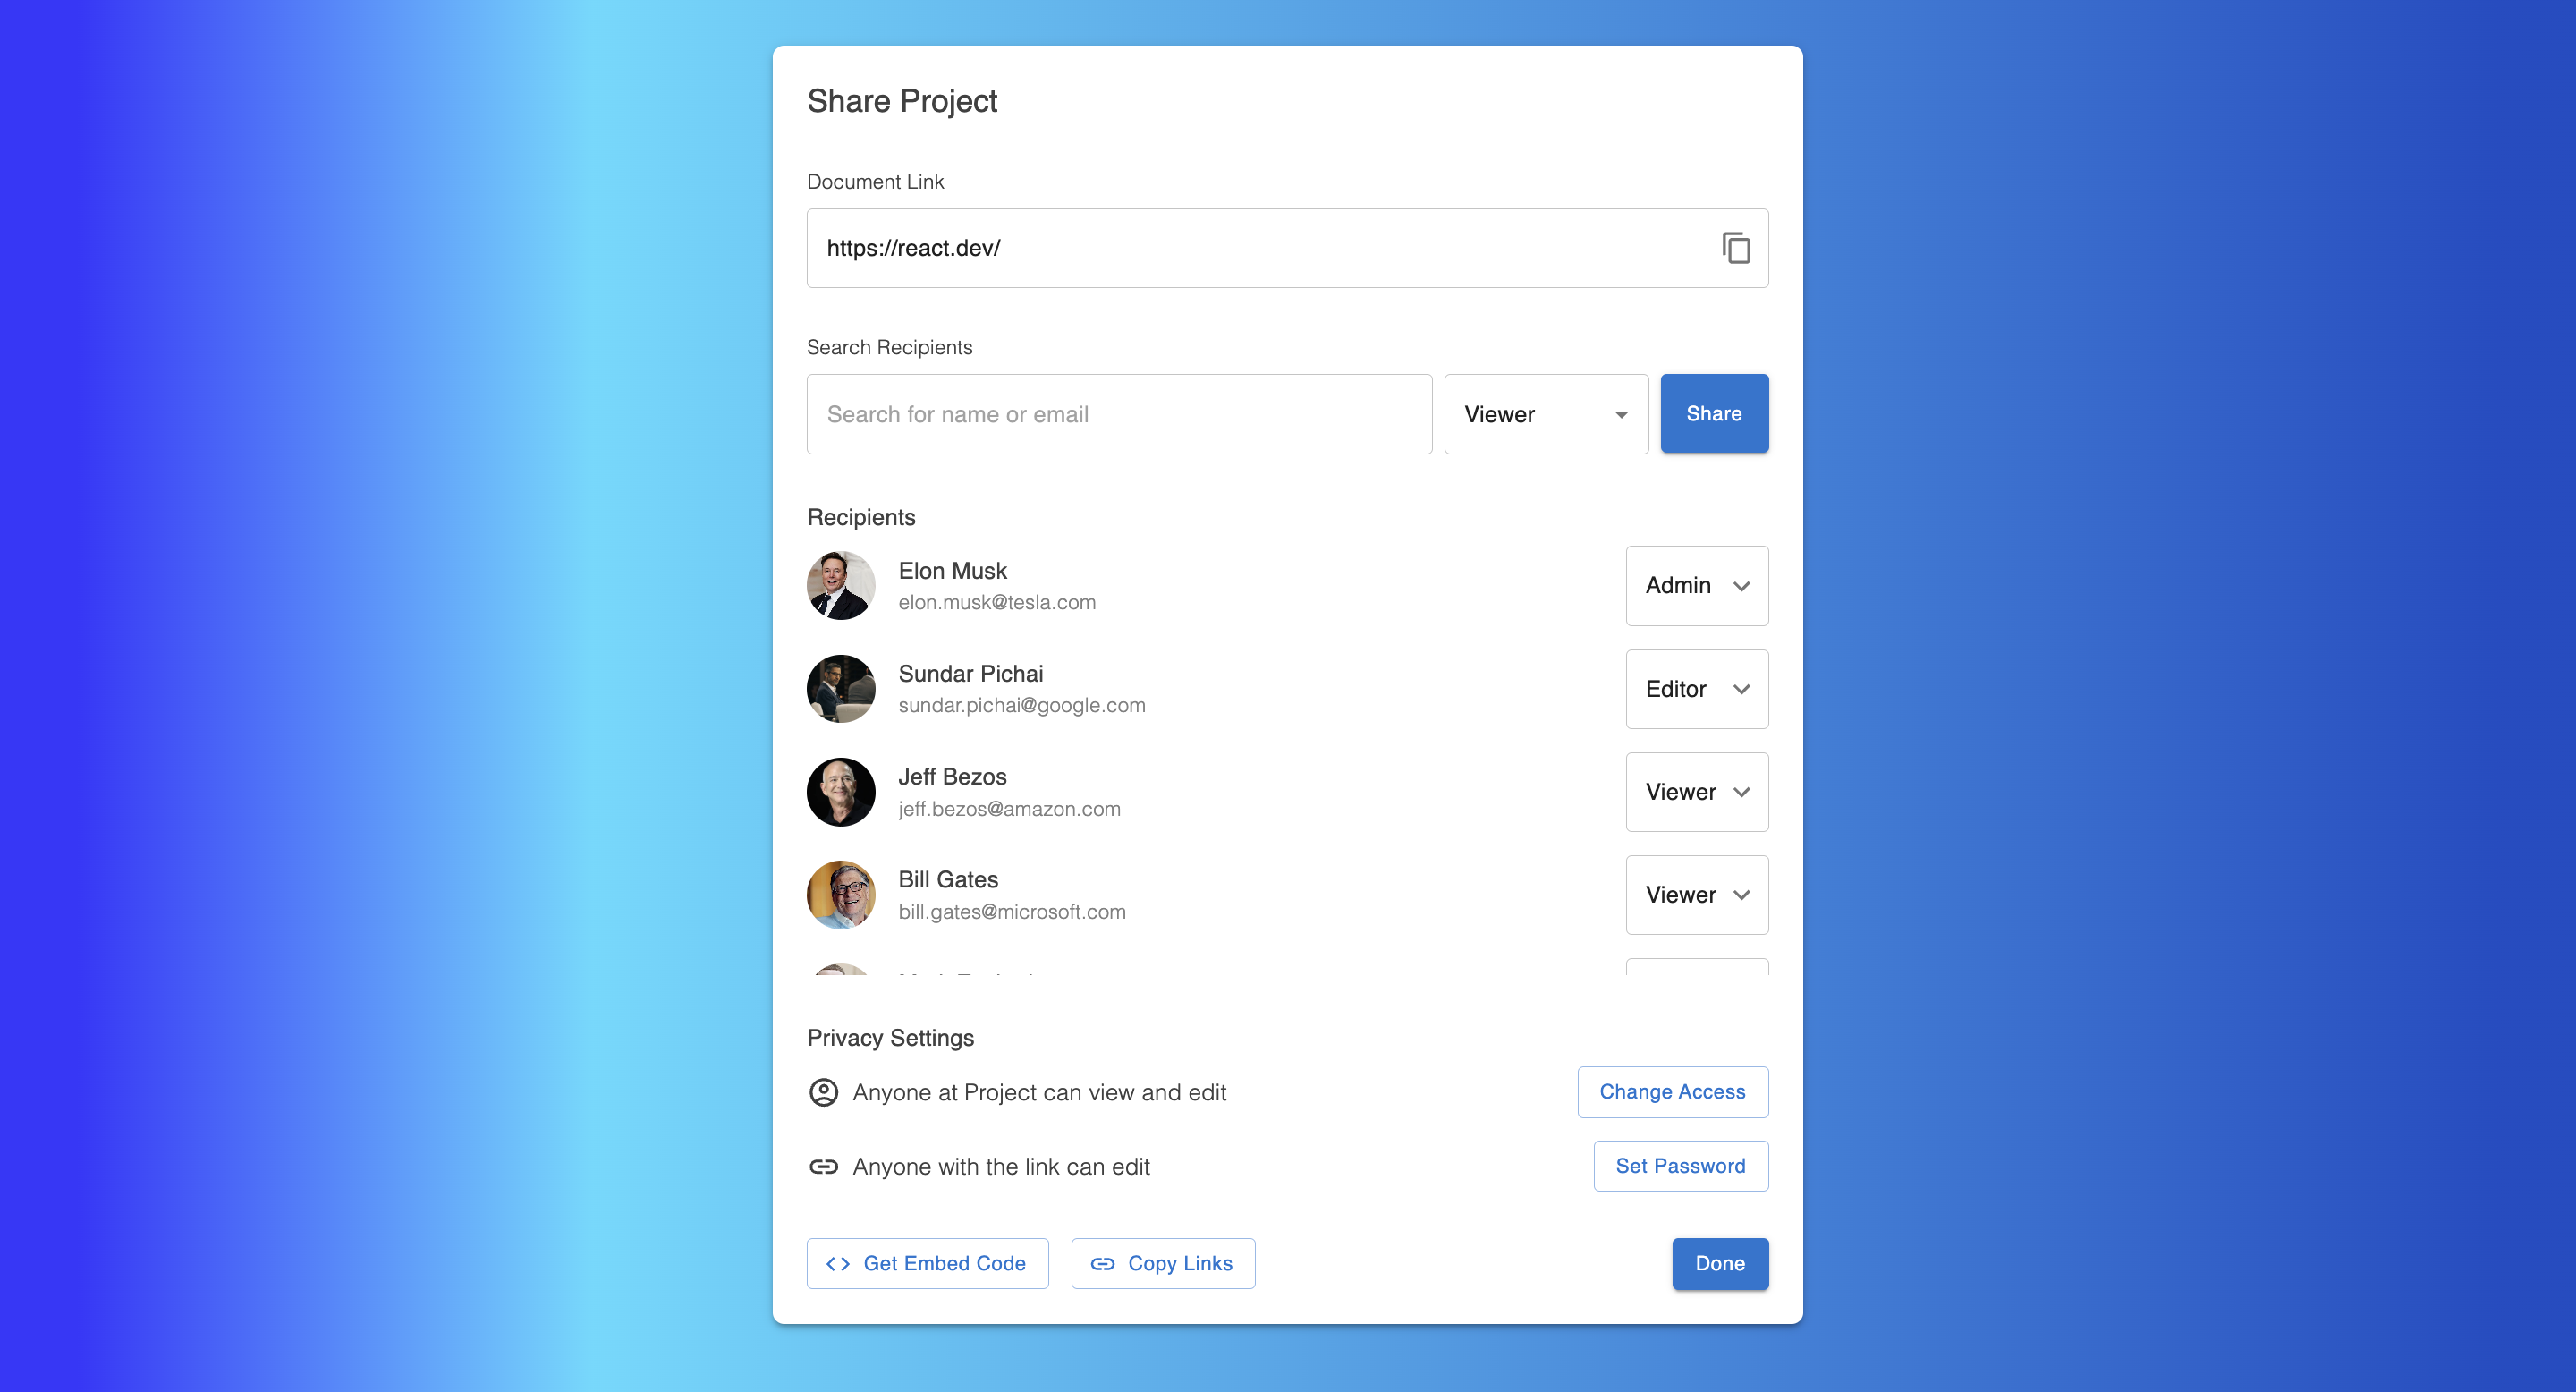 Share Project
Document Link
https://react.dev/
Search Recipients
Search for name or email
Viewer
Share
Recipients
Elon Musk
elon.musk@tesla.com
Admin
Sundar Pichai
sundar.pichai@google.com
Editor
Jeff Bezos
jeff.bezos@amazon.com
Viewer
Bill Gates
bill.gates@microsoft.com
Viewer
Privacy Settings
Anyone at Project can view and edit
Change Access
Anyone with the link can edit
Set Password
Get Embed Code
Copy Links
Done